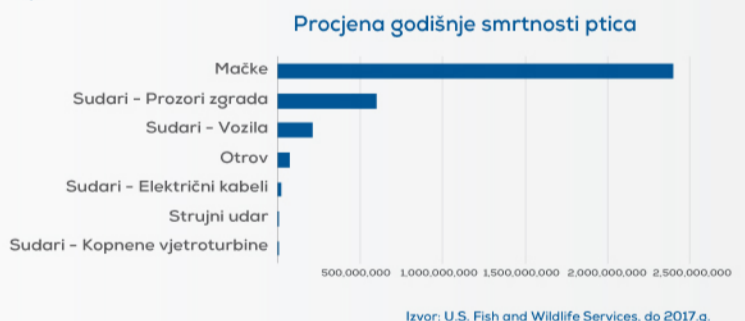 Procjena godišnje smrtnosti ptica
Mačke
Sudari - Prozori zgrada
Sudari - Vozila
Otrov
Sudari - Električni kabeli
Strujni udar
Sudari - Kopnene vjetroturbine
500,000,000 1,000,000,000 1,500,000,000 2,000,000,000 2,500,000,000
Izvor: U.S. Fish and Wildlife Services, do 2017.g.